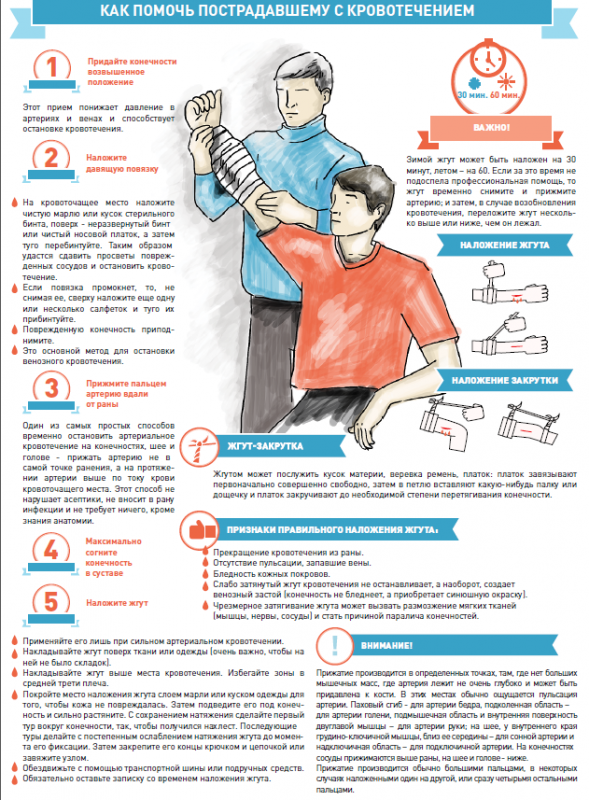 КАК ПОМОЧЬ ПОСТРАДАВШЕМУ С КРОВОТЕЧЕНИЕМ
1
Придайте конечности
возвышенное
положение
Этот прием понижает давление в
артериях и венах и способствует
остановке кровотечения.
2
Наложите
давящую повязку
На кровоточащее место наложите
чистую марлю или кусок стерильного
бинта, поверх - неразвернутый бинт
или чистый носовой платок, а затем
туго перебинтуйте. Таким образом
удастся сдавить просветы повреж-
денных сосудов и остановить крово-
течение.
Если повязка промокнет, то, не
снимая ее, сверху наложите еще одну
или несколько салфеток и туго их
прибинтуйте.
Поврежденную конечность припод-
нимите.
Это основной метод для остановки
венозного кровотечения.
3
Прижмите пальцем
артерию вдали
от раны
Один из самых простых способов
временно остановить артериальное
кровотечение на конечностях, шее и
голове - прижать артерию не в
самой точке ранения, а на протяже-
нии артерии выше по току крови
кровоточащего места. Этот способ не
нарушает асептики, не вносит в рану
инфекции и не требует ничего, кроме
знания анатомии.
4
Максимально
согните
конечность
в суставе
5
Наложите жгут
Применяйте его лишь при сильном артериальном кровотечении.
Накладывайте жгут поверх ткани или одежды (очень важно, чтобы на
ней не было складок).
Накладывайте жгут выше места кровотечения. Избегайте зоны в
средней трети плеча.
Покройте место наложения жгута слоем марли или куском одежды для
того, чтобы кожа не повреждалась. Затем подведите его под конеч-
ность и сильно растяните. С сохранением натяжения сделайте первый
тур вокруг конечности, так, чтобы получился нахлест. Последующие
туры делайте с постепенным ослаблением натяжения жгута до момен-
та его фиксации. Затем закрепите его концы крючком и цепочкой или
завяжите узлом.
Обездвижьте с помощью транспортной шины или подручных средств.
Обязательно оставьте записку со временем наложения жгута.
30 мин. 60 мин.
ВАЖНО!
Зимой жгут может быть наложен на 30
минут, летом – на 60. Если за это время не
подоспела профессиональная помощь, то
жгут временно снимите и прижмите
артерию; и затем, в случае возобновления
кровотечения, переложите жгут несколь-
ко выше или ниже, чем он лежал.
НАЛОЖЕНИЕ ЖГУТА
НАЛОЖЕНИЕ ЗАКРУТКИ
ЖГУТ-ЗАКРУТКА
Жгутом может послужить кусок материи, веревка ремень, платок: платок завязывают
первоначально совершенно свободно, затем в петлю вставляют какую-нибудь палку или
дощечку и платок закручивают до необходимой степени перетягивания конечности.
ПРИЗНАКИ ПРАВИЛЬНОГО НАЛОЖЕНИЯ ЖГУТА:
Прекращение кровотечения из раны.
Отсутствие пульсации, запавшие вены.
Бледность кожных покровов.
Слабо затянутый жгут кровотечения не останавливает, а наоборот, создает
венозный застой (конечность не бледнеет, а приобретает синюшную окраску).
Чрезмерное затягивание жгута может вызвать размозжение мягких тканей
(мышцы, нервы, сосуды) и стать причиной паралича конечностей.
! ВНИМАНИЕ!
Прижатие производится в определенных точках, там, где нет больших
мышечных масс, где артерия лежит не очень глубоко и может быть
придавлена к кости. В этих местах обычно ощущается пульсация
артерии. Паховый сгиб - для артерии бедра, подколенная область –
для артерии голени, подмышечная область и внутренняя поверхность
двуглавой мышцы – для артерии руки; на шее, у внутреннего края
грудино-ключичной мышцы, близ ее середины – для сонной артерии и
надключичная область – для подключичной артерии. На конечностях
сосуды прижимаются выше раны, на шее и голове - ниже.
Прижатие производится обычно большими пальцами, в некоторых
случаях наложенными один на другой, или сразу четырьмя остальными
пальцами.